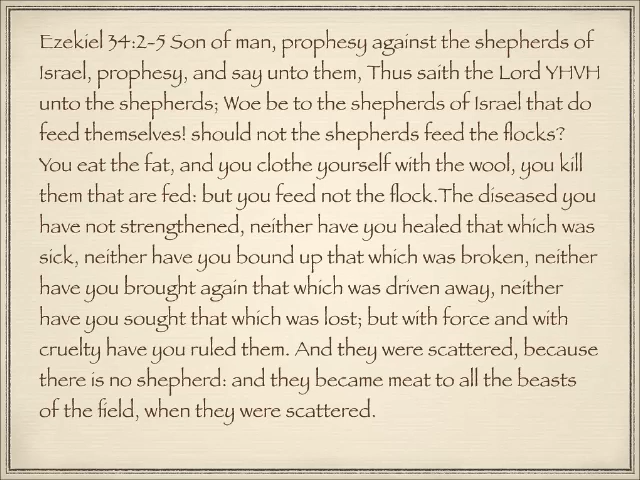 Ezekiel 34:2-5 Son of man, prophesy against the shepherds of
Israel, prophesy, and say unto them, Thus saith the Lord YHVH
unto the shepherds; Woe be to the shepherds of Israel that do
feed themselves! should not the shepherds feed the flocks?
You eat the fat, and you clothe yourself with the wool, you kill
them that are fed: but you feed not the flock.The diseased you
have not strengthened, neither have you healed that which was
sick, neither have you bound up that which was broken, neither
have you brought again that which was driven away, neither
have you sought that which was lost; but with force and with
cruelty have you ruled them. And they were scattered, because
there is no shepherd: and they became meat to all the beasts
of the field, when they were scattered.